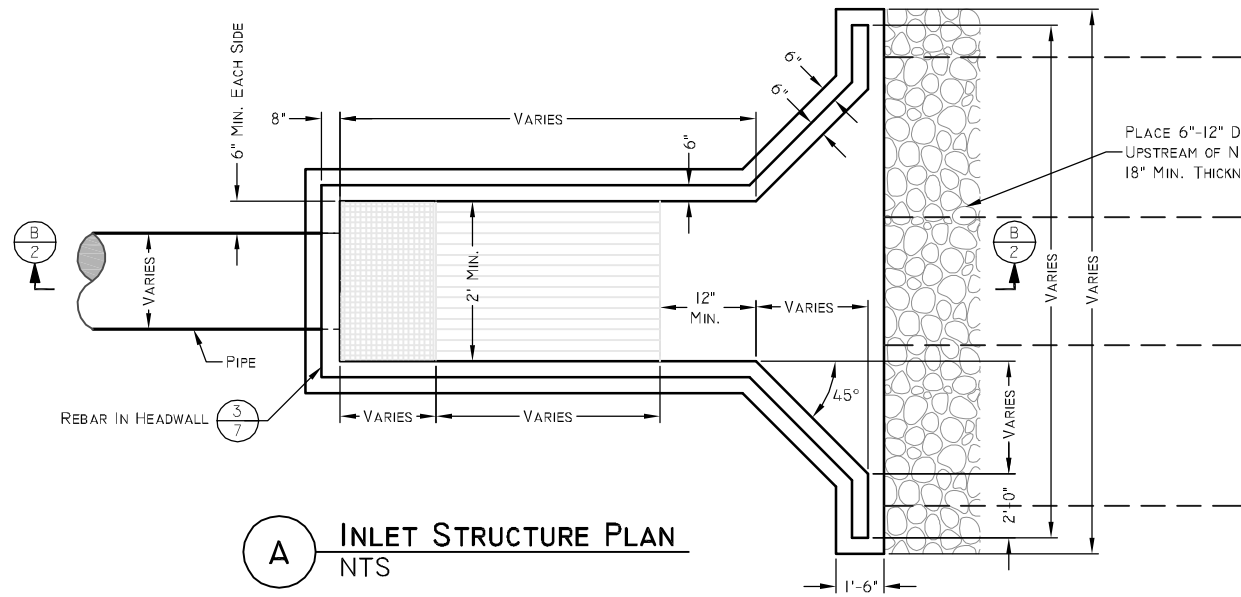 6" MIN. EACH SIDE
8"
VARIES
6"
6"
6"
PLACE 6"-12" D
UPSTREAM OF N
18" MIN. THICKN
B
2
VARIES
2' MIN.
12"
MIN.
VARIES
B
2
VARIES
VARIES
PIPE
REBAR IN HEADWALL
3
7
VARIES
VARIES
45°
VARIES
2'-0"
1'-6"
A
INLET STRUCTURE PLAN
NTS